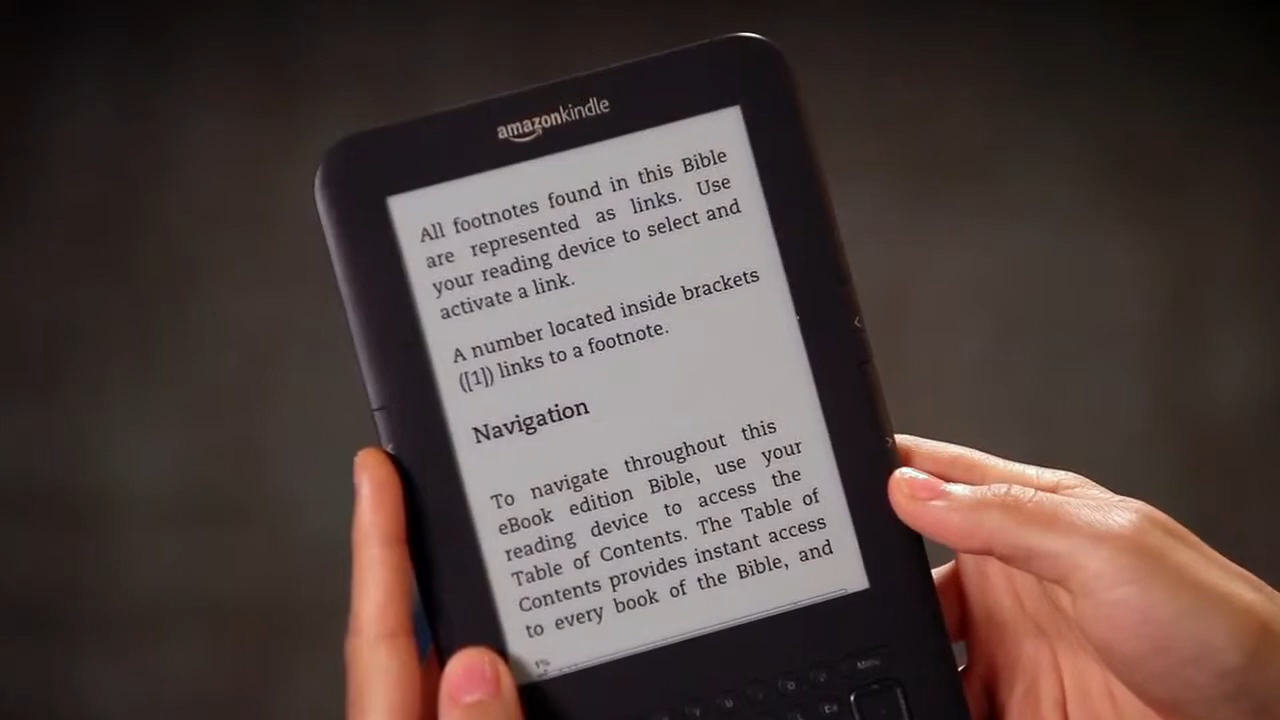 amazonkindle
All footnotes found in this Bible
are represented as links. Use
your reading device to select and
activate a link.
A number located inside brackets
([1]) links to a footnote.
Navigation
To navigate throughout this
eBook edition Bible, use your
reading device to access the
Table of Contents. The Table of
Contents provides instant access
to every book of the Bible, and
1%
Menu